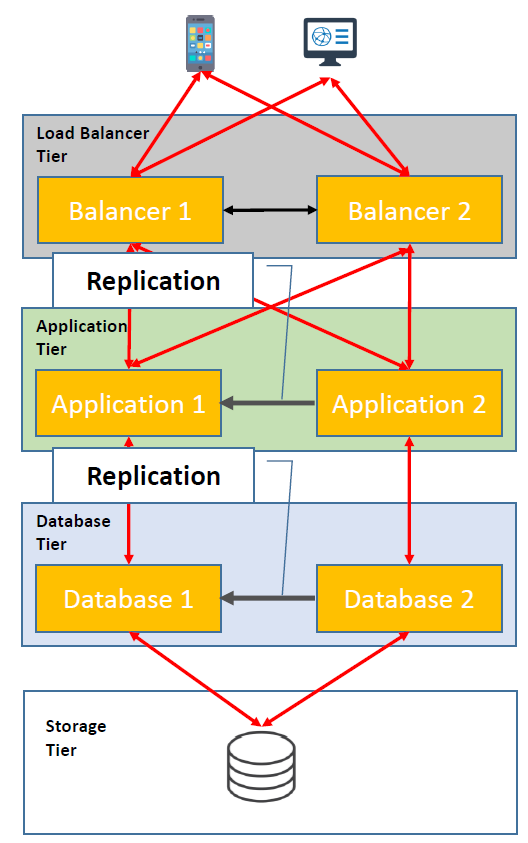 Load Balancer
Tier
Balancer 1
Balancer 2
Replication
Application
Tier
Application 1
Application 2
Replication
Database
Tier
Database 1
Database 2
Storage
Tier